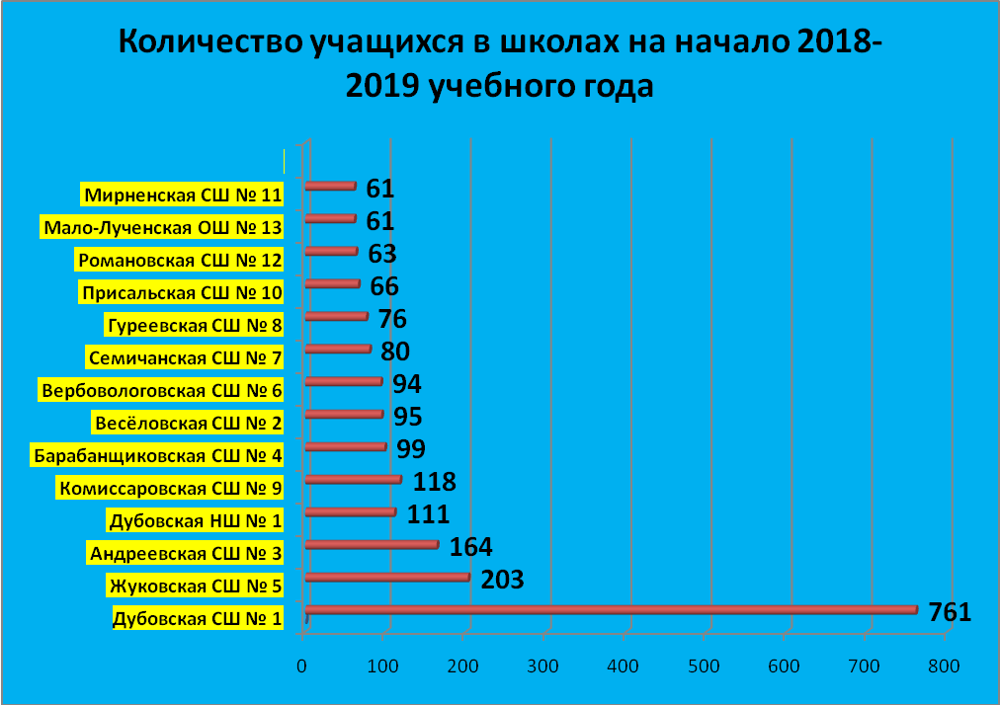 Количество учащихся в школах на начало 2018-
2019 учебного года
Мирненская СШ № 11 61
Мало-Лученская ОШ № 13 61
Романовская СШ № 12 63
Присальская СШ № 10 66
Гуреевская СШ № 8 76
Семичанская СШ № 7 80
Вербовологовская СШ № 6 94
Весёловская СШ № 2 95
Барабанщиковская СШ № 4 99
Комиссаровская СШ № 9 118
Дубовская НШ № 1 111
Андреевская СШ № 3 164
Жуковская СШ № 5 203
Дубовская СШ № 1 761
0 100 200 300 400 500 600 700 800